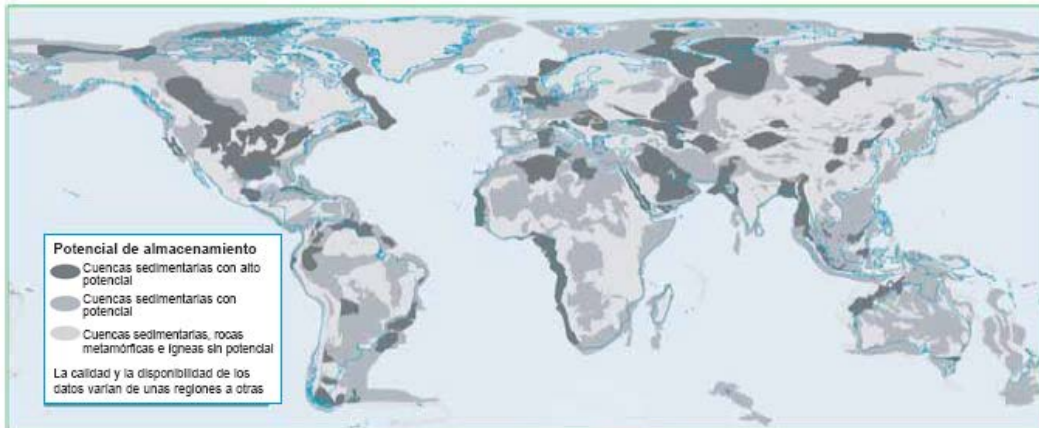 Potencial de almacenamiento
Cuencas sedimentarias con alto
potencial
Cuencas sedimentarias con
potencial
Cuencas sedimentarias, rocas
metamórficas e ígneas sin potencial
La calidad y la disponibilidad de los
datos varían de unas regiones a otras